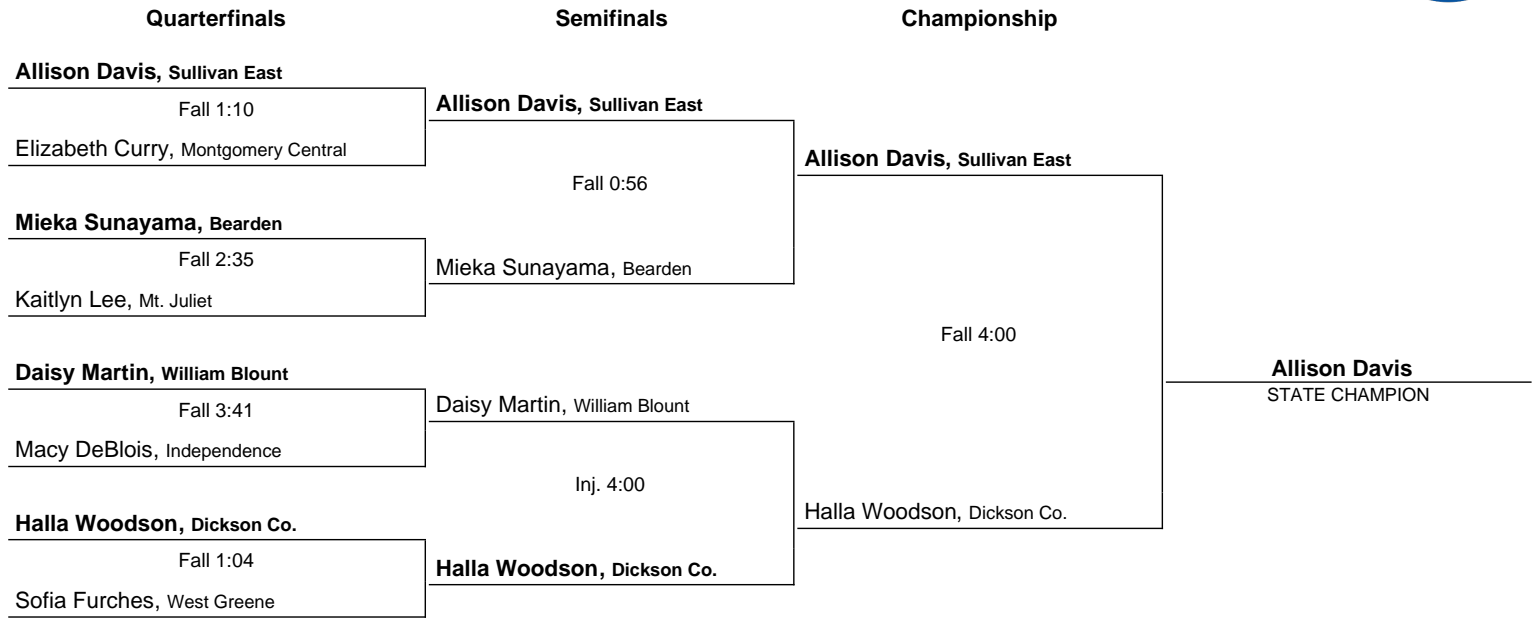 Quarterfinals Semifinals Championship
Allison Davis, Sullivan East
Fall 1:10
Elizabeth Curry, Montgomery Central
Mieka Sunayama, Bearden
Fall 2:35
Kaitlyn Lee, Mt. Juliet
Daisy Martin, William Blount
Fall 3:41
Macy DeBlois, Independence
Halla Woodson, Dickson Co.
Fall 1:04
Sofia Furches, West Greene
Allison Davis, Sullivan East
Fall 0:56
Mieka Sunayama, Bearden
Daisy Martin, William Blount
Inj. 4:00
Halla Woodson, Dickson Co.
Allison Davis, Sullivan East
Fall 4:00
Halla Woodson, Dickson Co.
Allison Davis
STATE CHAMPION